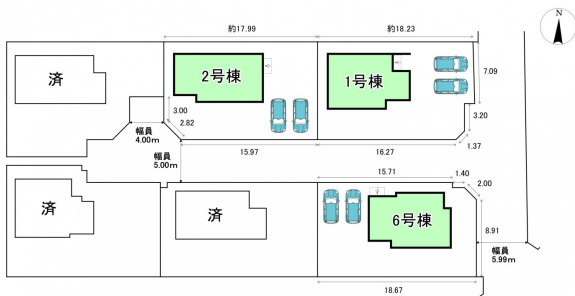 約17.99
約18.23
N
済
2号棟
1号棟
7.09
3.00
2.82
幅員
4.00m
幅員
5.00m
3.20
1.37
15.97
16.27
15.71
1.40
2.00
済
済
6号棟
8.91
幅員
5.99m
18.67